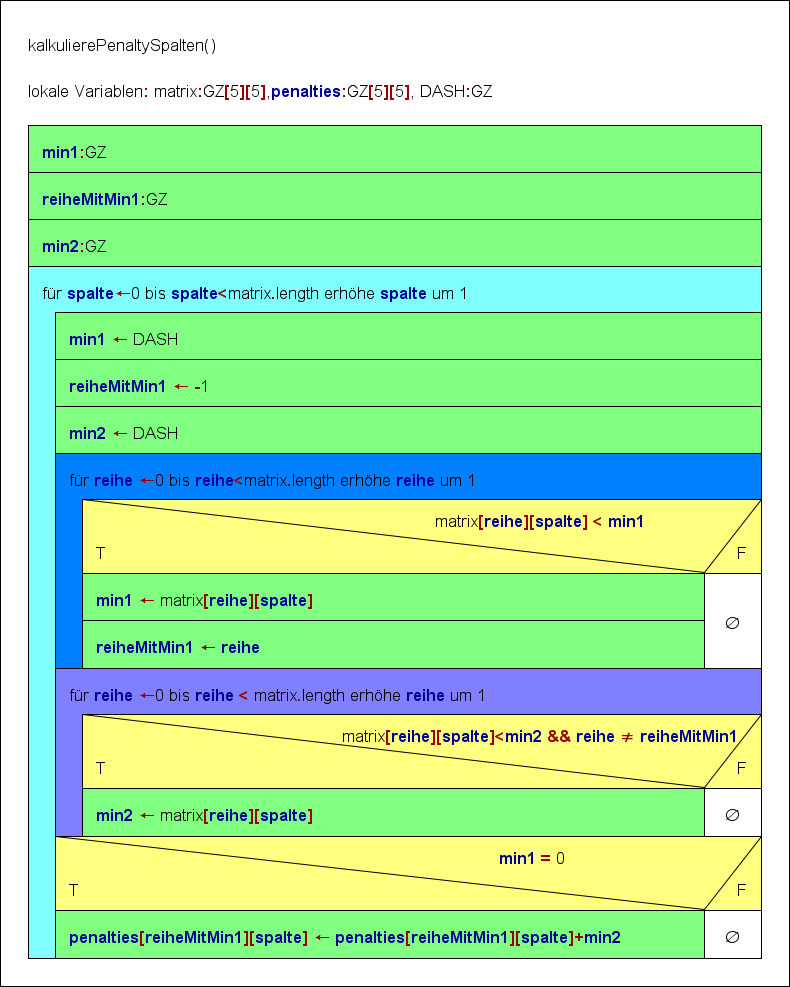 kalkulierePenaltySpalten()
lokale Variablen: matrix:GZ[5][5],penalties:GZ[5][5], DASH:GZ
min1:GZ
reiheMitMin1:GZ
min2:GZ
für spalte←0 bis spalte<matrix.length erhöhe spalte um 1
min1 ← DASH
reiheMitMin1 ← -1
min2 ← DASH
für reihe ←0 bis reihe<matrix.length erhöhe reihe um 1
matrix[reihe][spalte] < min1
T F
min1 ← matrix[reihe][spalte]
∅
reiheMitMin1 ← reihe
für reihe ←0 bis reihe < matrix.length erhöhe reihe um 1
matrix[reihe][spalte]<min2 && reihe ≠ reiheMitMin1
T F
min2 ← matrix[reihe][spalte] ∅
min1 = 0
T F
penalties[reiheMitMin1][spalte] ← penalties[reiheMitMin1][spalte]+min2 ∅